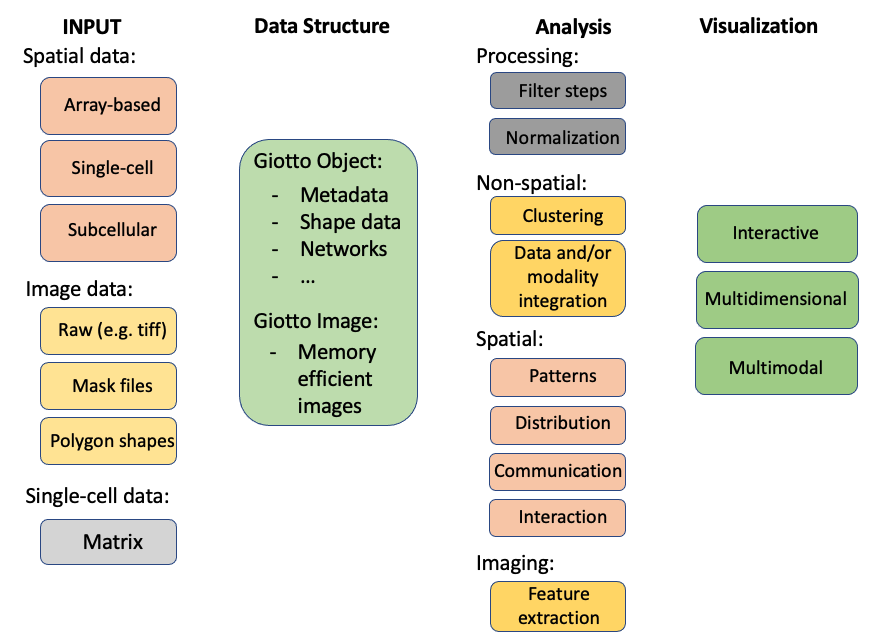 INPUT
Spatial data:
Array-based
Single-cell
Subcellular
Image data:
Raw (e.g. tiff)
Mask files
Polygon shapes
Single-cell data:
Matrix
Data Structure
Giotto Object:
- Metadata
- Shape data
- Networks
- ...
Giotto Image:
- Memory
efficient
images
Analysis
Processing:
Filter steps
Normalization
Non-spatial:
Clustering
Data and/or
modality
integration
Spatial:
Patterns
Distribution
Communication
Interaction
Imaging:
Feature
extraction
Visualization
Interactive
Multidimensional
Multimodal